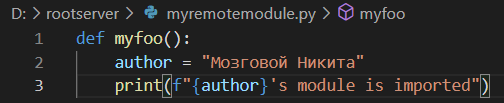 D: > rootserver > myremotemodule.py > myfoo
1 def myfoo():
2 author = "Мозговой Никита"
3 print(f"{author}'s module is imported")